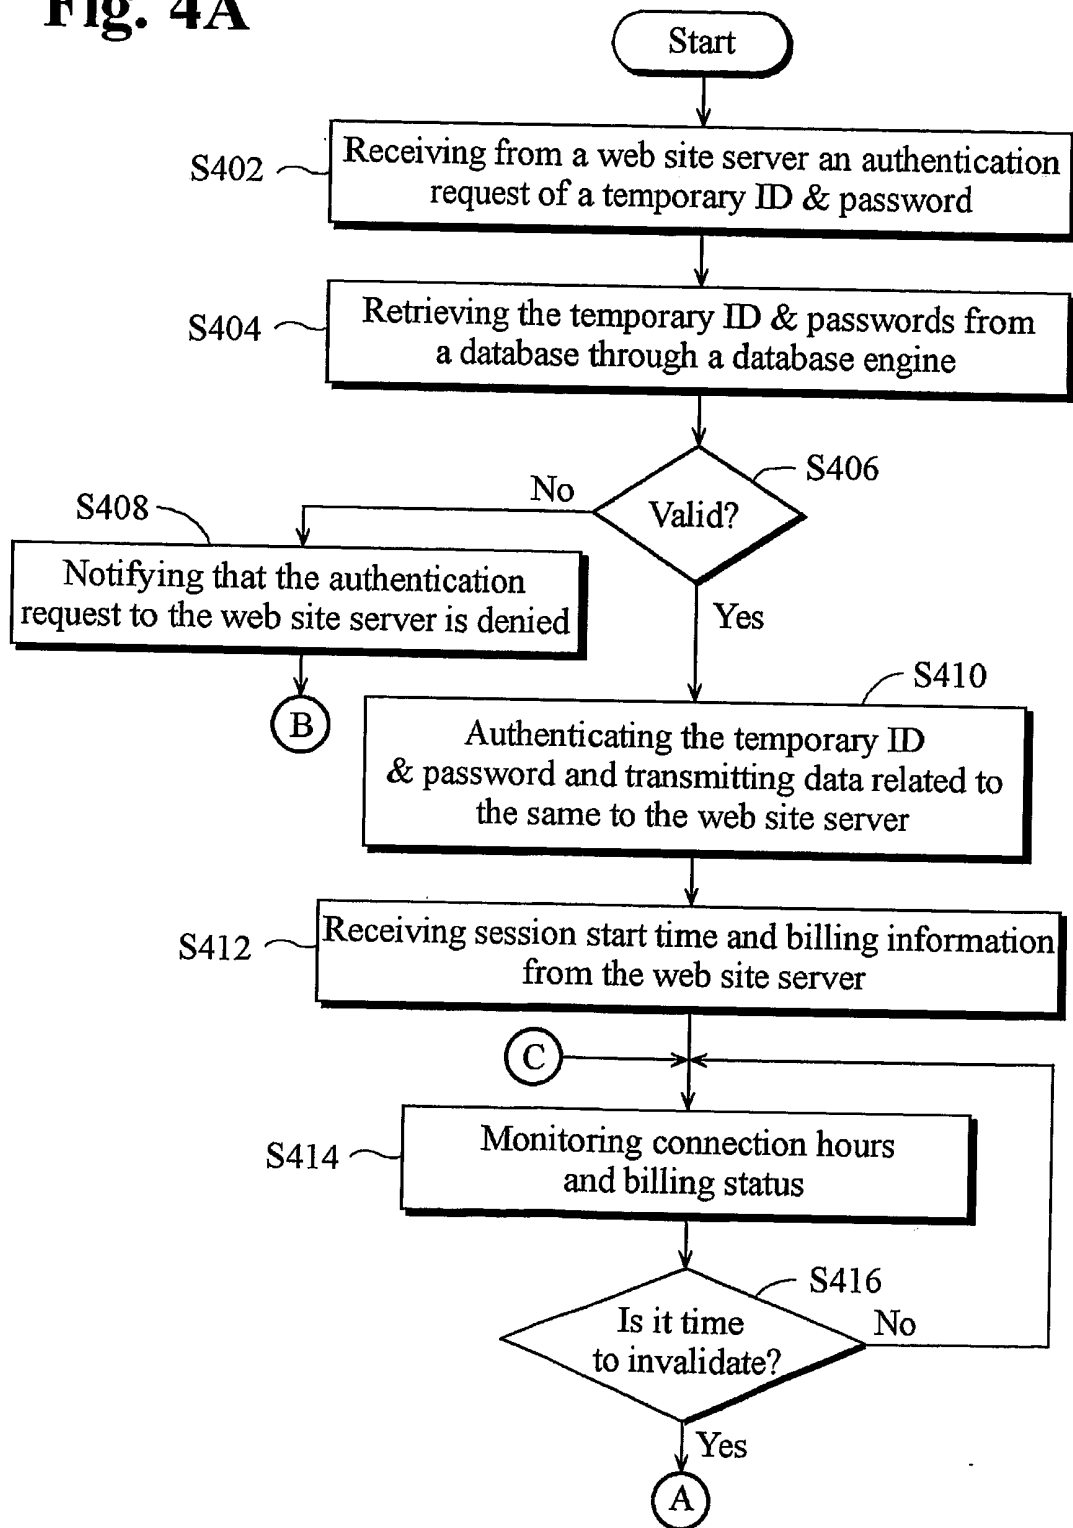 Fig. 4A
Start
S402
Receiving from a web site server an authentication
request of a temporary ID & password
S404
Retrieving the temporary ID & passwords from
a database through a database engine
S406
Valid?
No
Yes
S408
Notifying that the authentication
request to the web site server is denied
B
S410
Authenticating the temporary ID
& password and transmitting data related to
the same to the web site server
S412
Receiving session start time and billing information
from the web site server
C
S414
Monitoring connection hours
and billing status
S416
Is it time
to invalidate?
No
Yes
A